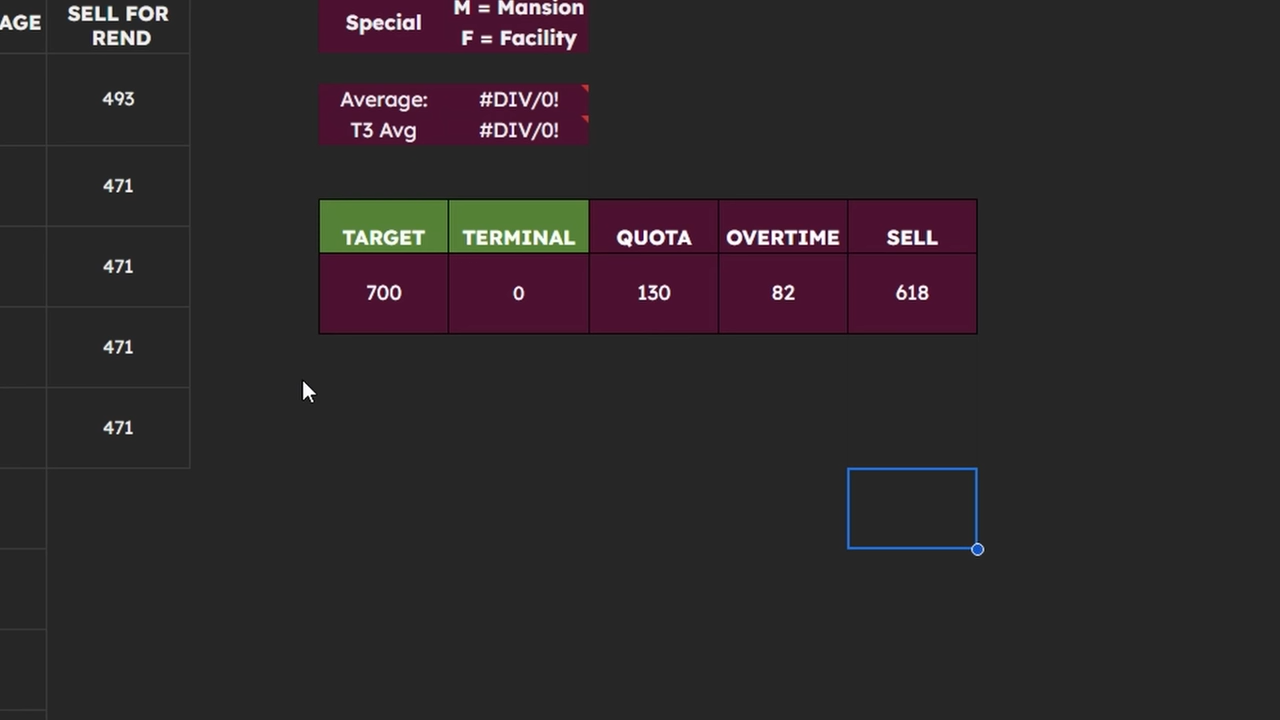 AGE
SELL FOR
REND
493
471
471
471
471
Special
M = Mansion
F = Facility
Average: #DIV/0!
T3 Avg #DIV/0!
TARGET TERMINAL QUOTA OVERTIME SELL
700 0 130 82 618